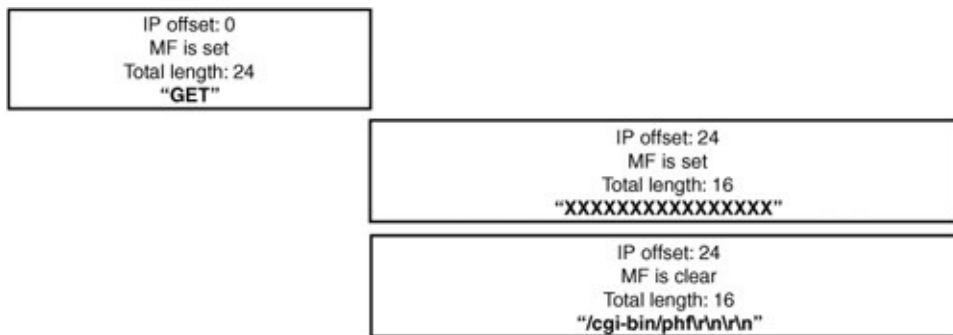 IP offset: 0
MF is set
Total length: 24
“GET”
IP offset: 24
MF is set
Total length: 16
“XXXXXXXXXXXXXXXX”
IP offset: 24
MF is clear
Total length: 16
“/cgi-bin/phf\r\n\r\n”